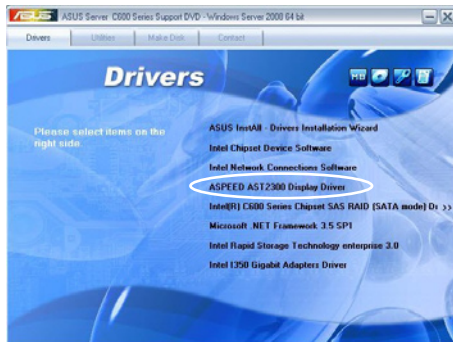 ASUS
ASUS Server C600 Series Support DVD - Windows Server 2008 64 bit
Drivers
Utilities
Make Disk
Contact
Drivers
Please select items on the
right side.
ASUS InstAll - Drivers Installation Wizard
Intel Chipset Device Software
Intel Network Connections Software
ASPEED AST2300 Display Driver
Intel(R) C600 Series Chipset SAS RAID (SATA mode) Dr >>
Microsoft .NET Framework 3.5 SP1
Intel Rapid Storage Technology enterprise 3.0
Intel I350 Gigabit Adapters Driver